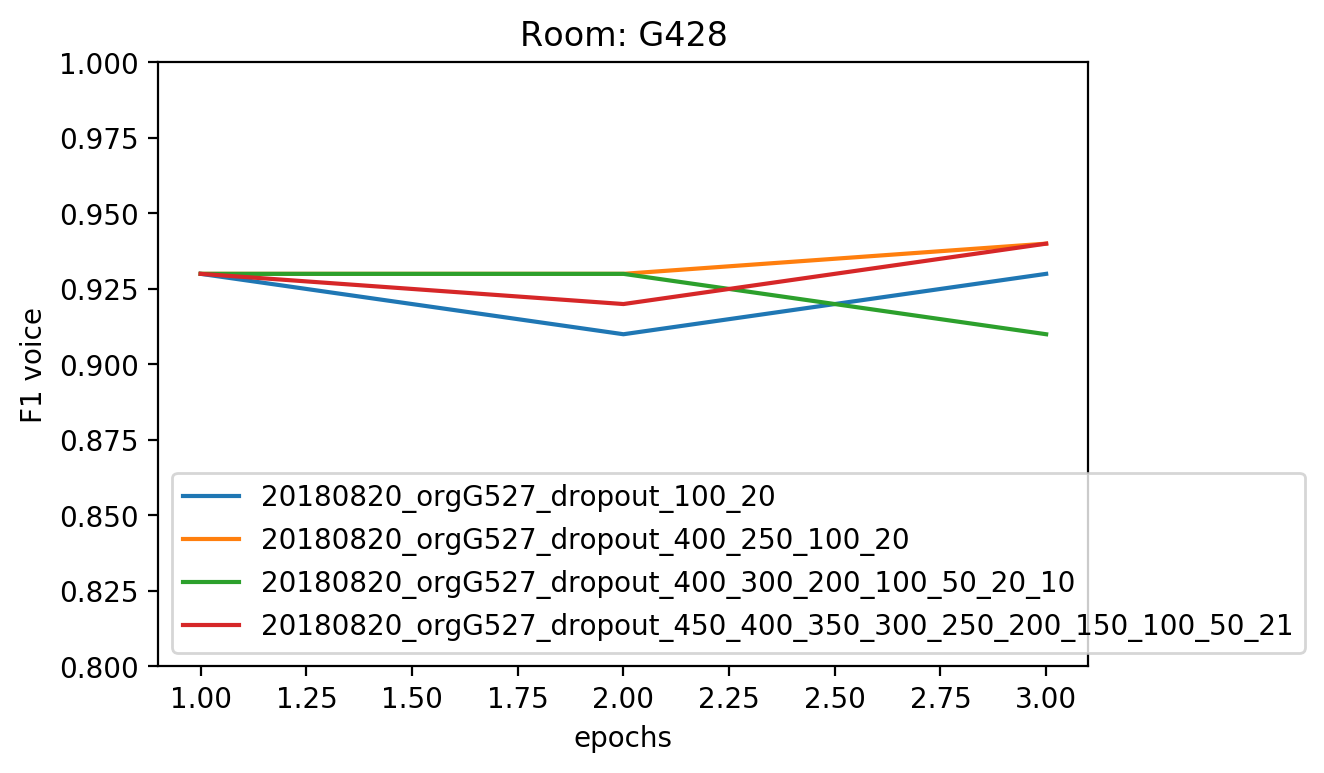 Room: G428
1.000
0.975
0.950
0.925
0.900
0.875
0.850
0.825
0.800
F1 voice
20180820_orgG527_dropout_100_20
20180820_orgG527_dropout_400_250_100_20
20180820_orgG527_dropout_400_300_200_100_50_20_10
20180820_orgG527_dropout_450_400_350_300_250_200_150_100_50_21
1.00 1.25 1.50 1.75 2.00 2.25 2.50 2.75 3.00
epochs